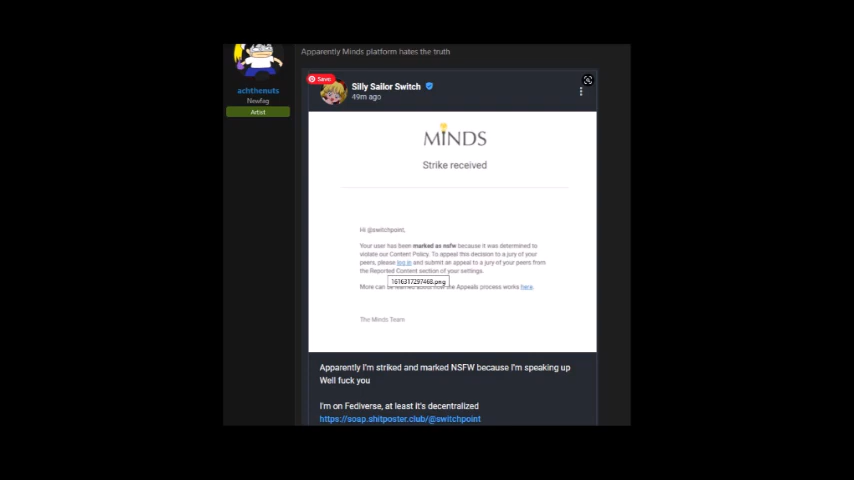 Apparently Minds platform hates the truth
achthenuts
Newfag
Artist
Save
Silly Sailor Switch
49m ago
MINDS
Strike received
Hi @switchpoint,
Your user has been marked as nsfw because it was determined to
violate our Content Policy. To appeal this decision to a jury of your
peers, please log in and submit an appeal to a jury of your peers from
the Reported Content section of your settings.
1616317297468.png
More can be learned about how the Appeals process works here.
The Minds Team
Apparently I'm striked and marked NSFW because I'm speaking up
Well fuck you
I'm on Fediverse, at least it's decentralized
https://soap.shitposter.club/@switchpoint